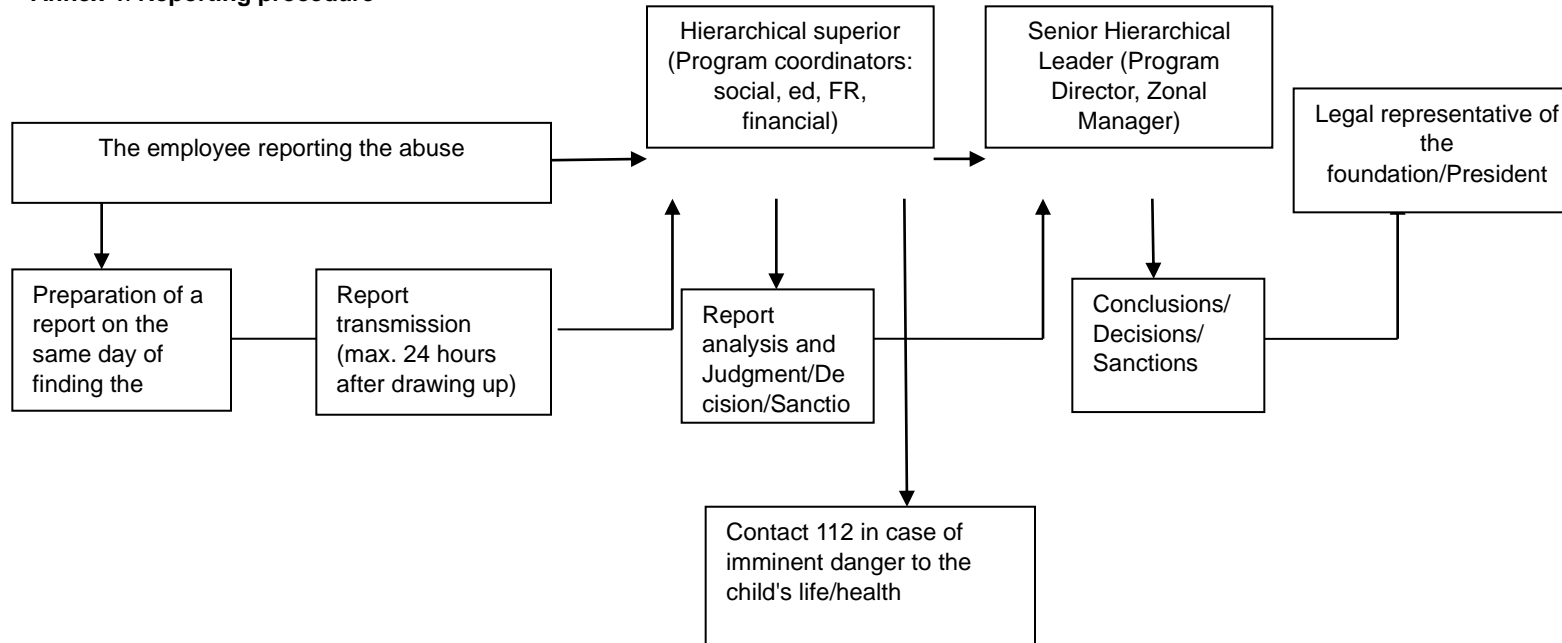 Reporting procedure
Hierarchical superior
(Program coordinators:
social, ed, FR,
financial)
Senior Hierarchical
Leader (Program
Director, Zonal
Manager)
Legal representative of
the
foundation/President
The employee reporting the abuse
Preparation of a
report on the
same day of
finding the
Report
transmission
(max. 24 hours
after drawing up)
Report
analysis and
Judgment/De
cision/Sanctio
Conclusions/
Decisions/
Sanctions
Contact 112 in case of
imminent danger to the
child's life/health